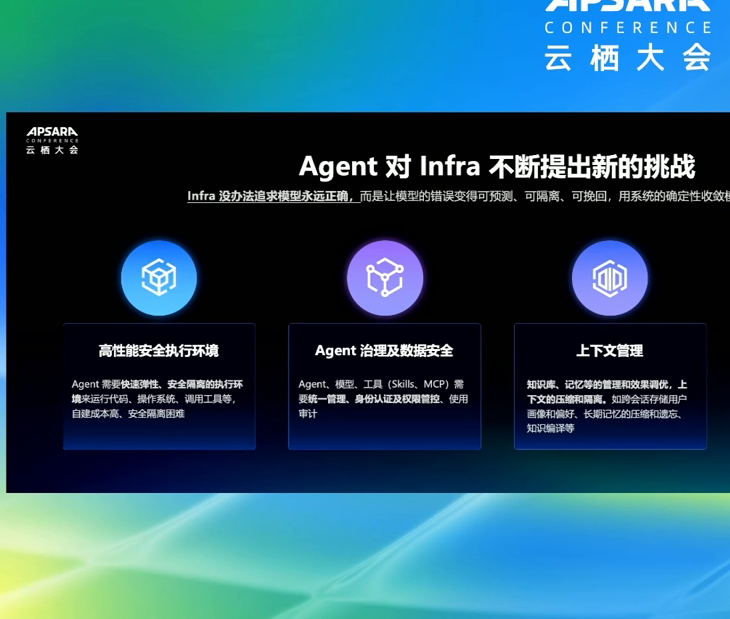 APSARA
CONFERENCE
云栖大会
APSARA
CONFERENCE
云栖大会
Agent 对 Infra 不断提出新的挑战
Infra 没办法追求模型永远正确，而是让模型的错误变得可预测、可隔离、可挽回，用系统的确定性收敛
高性能安全执行环境
Agent 需要快速弹性、安全隔离的执行环
境来运行代码、操作系统、调用工具等，
自建成本高、安全隔离困难
Agent 治理及数据安全
Agent、模型、工具（Skills、MCP）需
要统一管理、身份认证及权限管控、使用
审计
上下文管理
知识库、记忆等的管理和效果调优，上
下文的压缩和隔离。如跨会话存储用户
画像和偏好、长期记忆的压缩和遗忘、
知识编译等